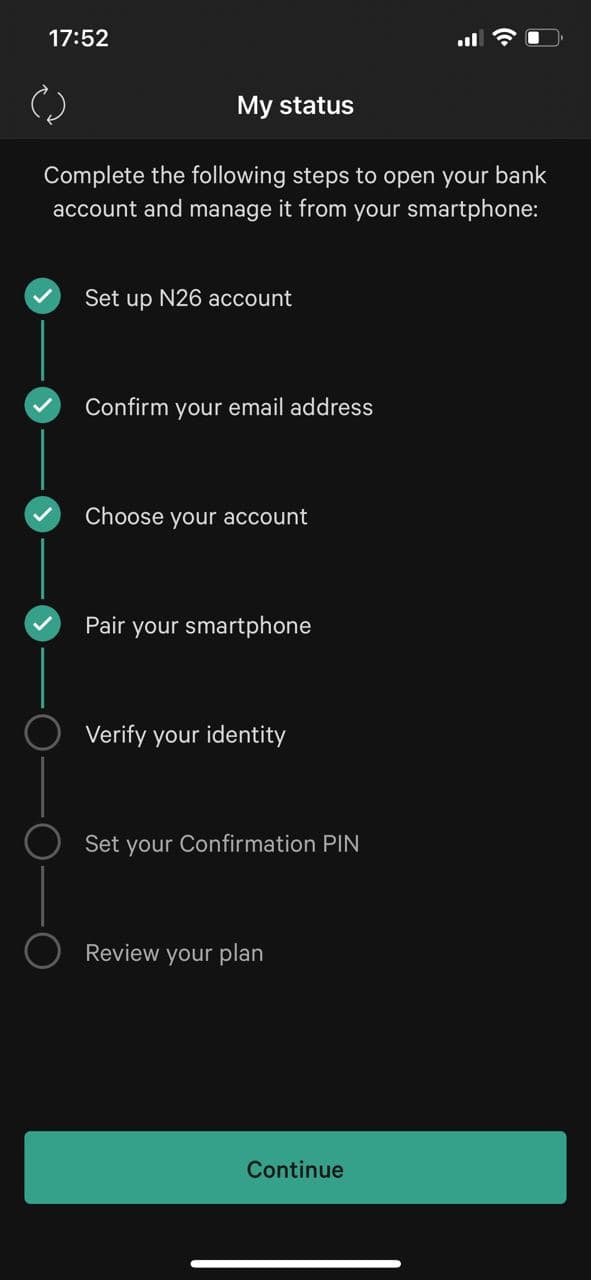 17:52
My status
Complete the following steps to open your bank
account and manage it from your smartphone:
Set up N26 account
Confirm your email address
Choose your account
Pair your smartphone
Verify your identity
Set your Confirmation PIN
Review your plan
Continue